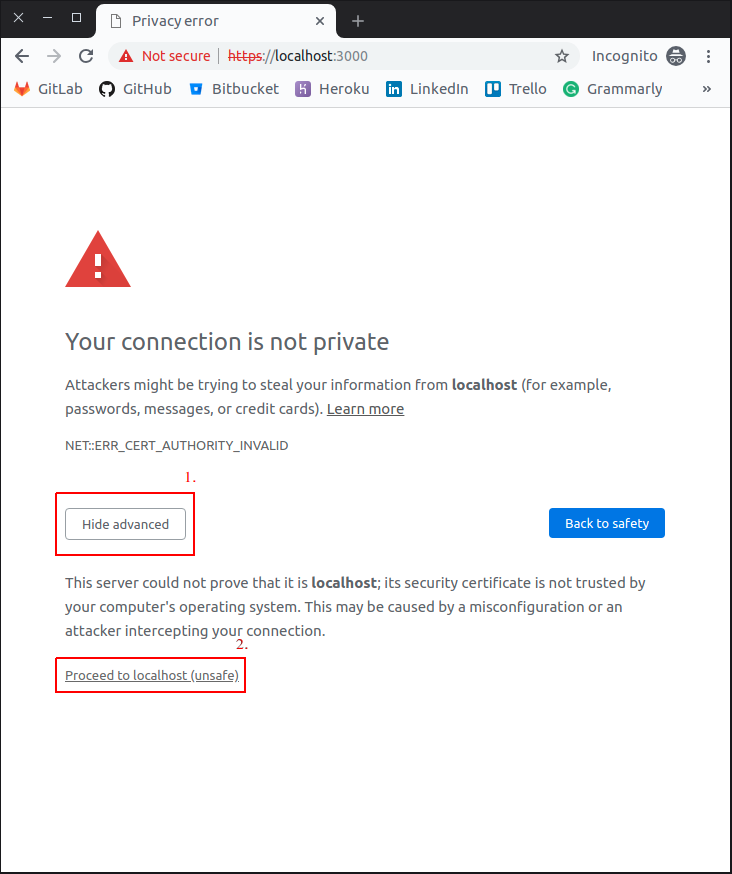 Privacy error
Not secure | https://localhost:3000 Incognito
GitLab GitHub Bitbucket Heroku LinkedIn Trello Grammarly »
Your connection is not private
Attackers might be trying to steal your information from localhost (for example,
passwords, messages, or credit cards). Learn more
NET::ERR_CERT_AUTHORITY_INVALID
1.
Hide advanced Back to safety
This server could not prove that it is localhost; its security certificate is not trusted by
your computer's operating system. This may be caused by a misconfiguration or an
attacker intercepting your connection.
2.
Proceed to localhost (unsafe)